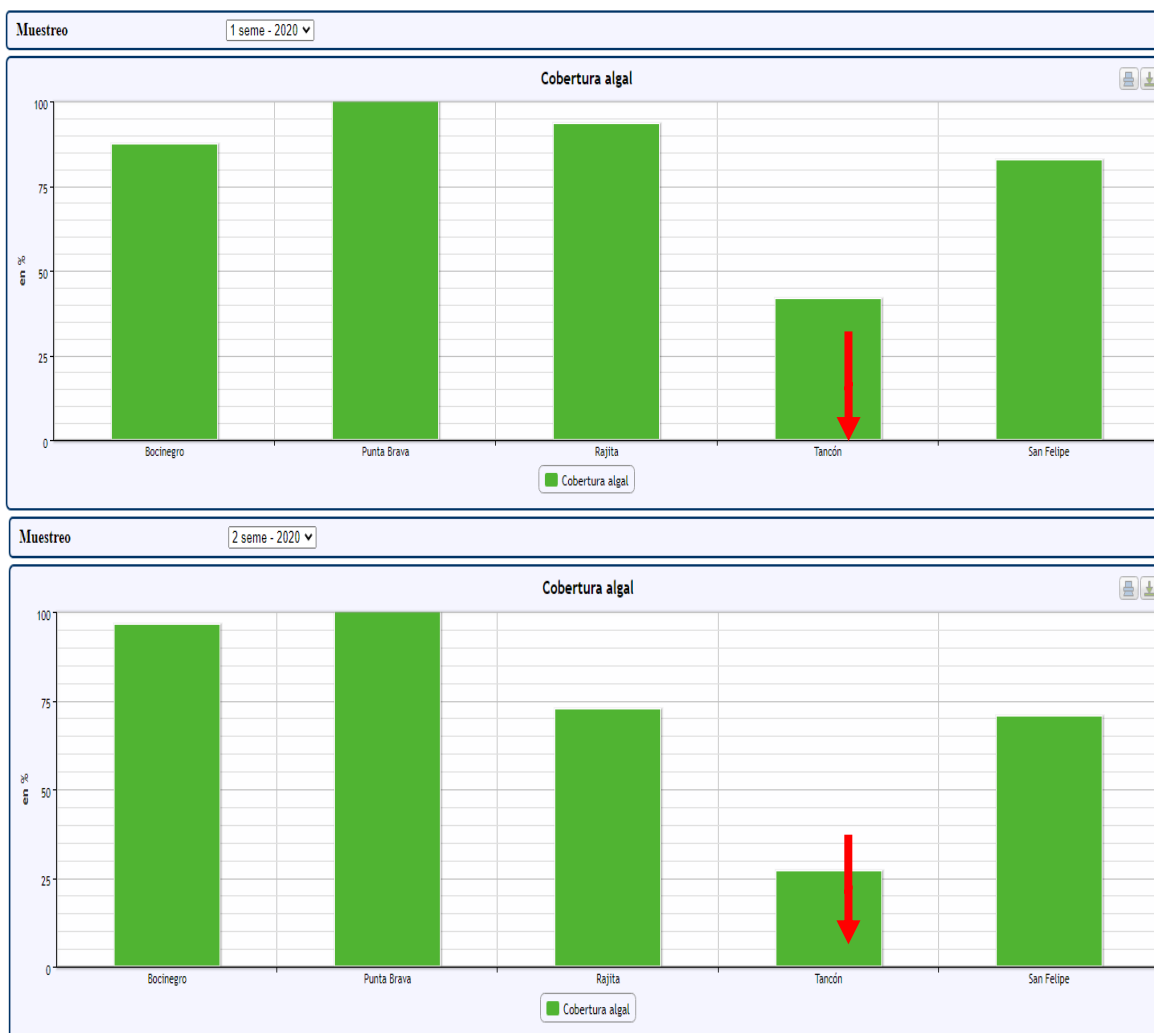 Muestreo 1 seme - 2020
Cobertura algal
100
75
50
25
0
en %
Bocinegro Punta Brava Rajita Tancón San Felipe
Cobertura algal
Muestreo 2 seme - 2020
Cobertura algal
100
75
50
25
0
en %
Bocinegro Punta Brava Rajita Tancón San Felipe
Cobertura algal